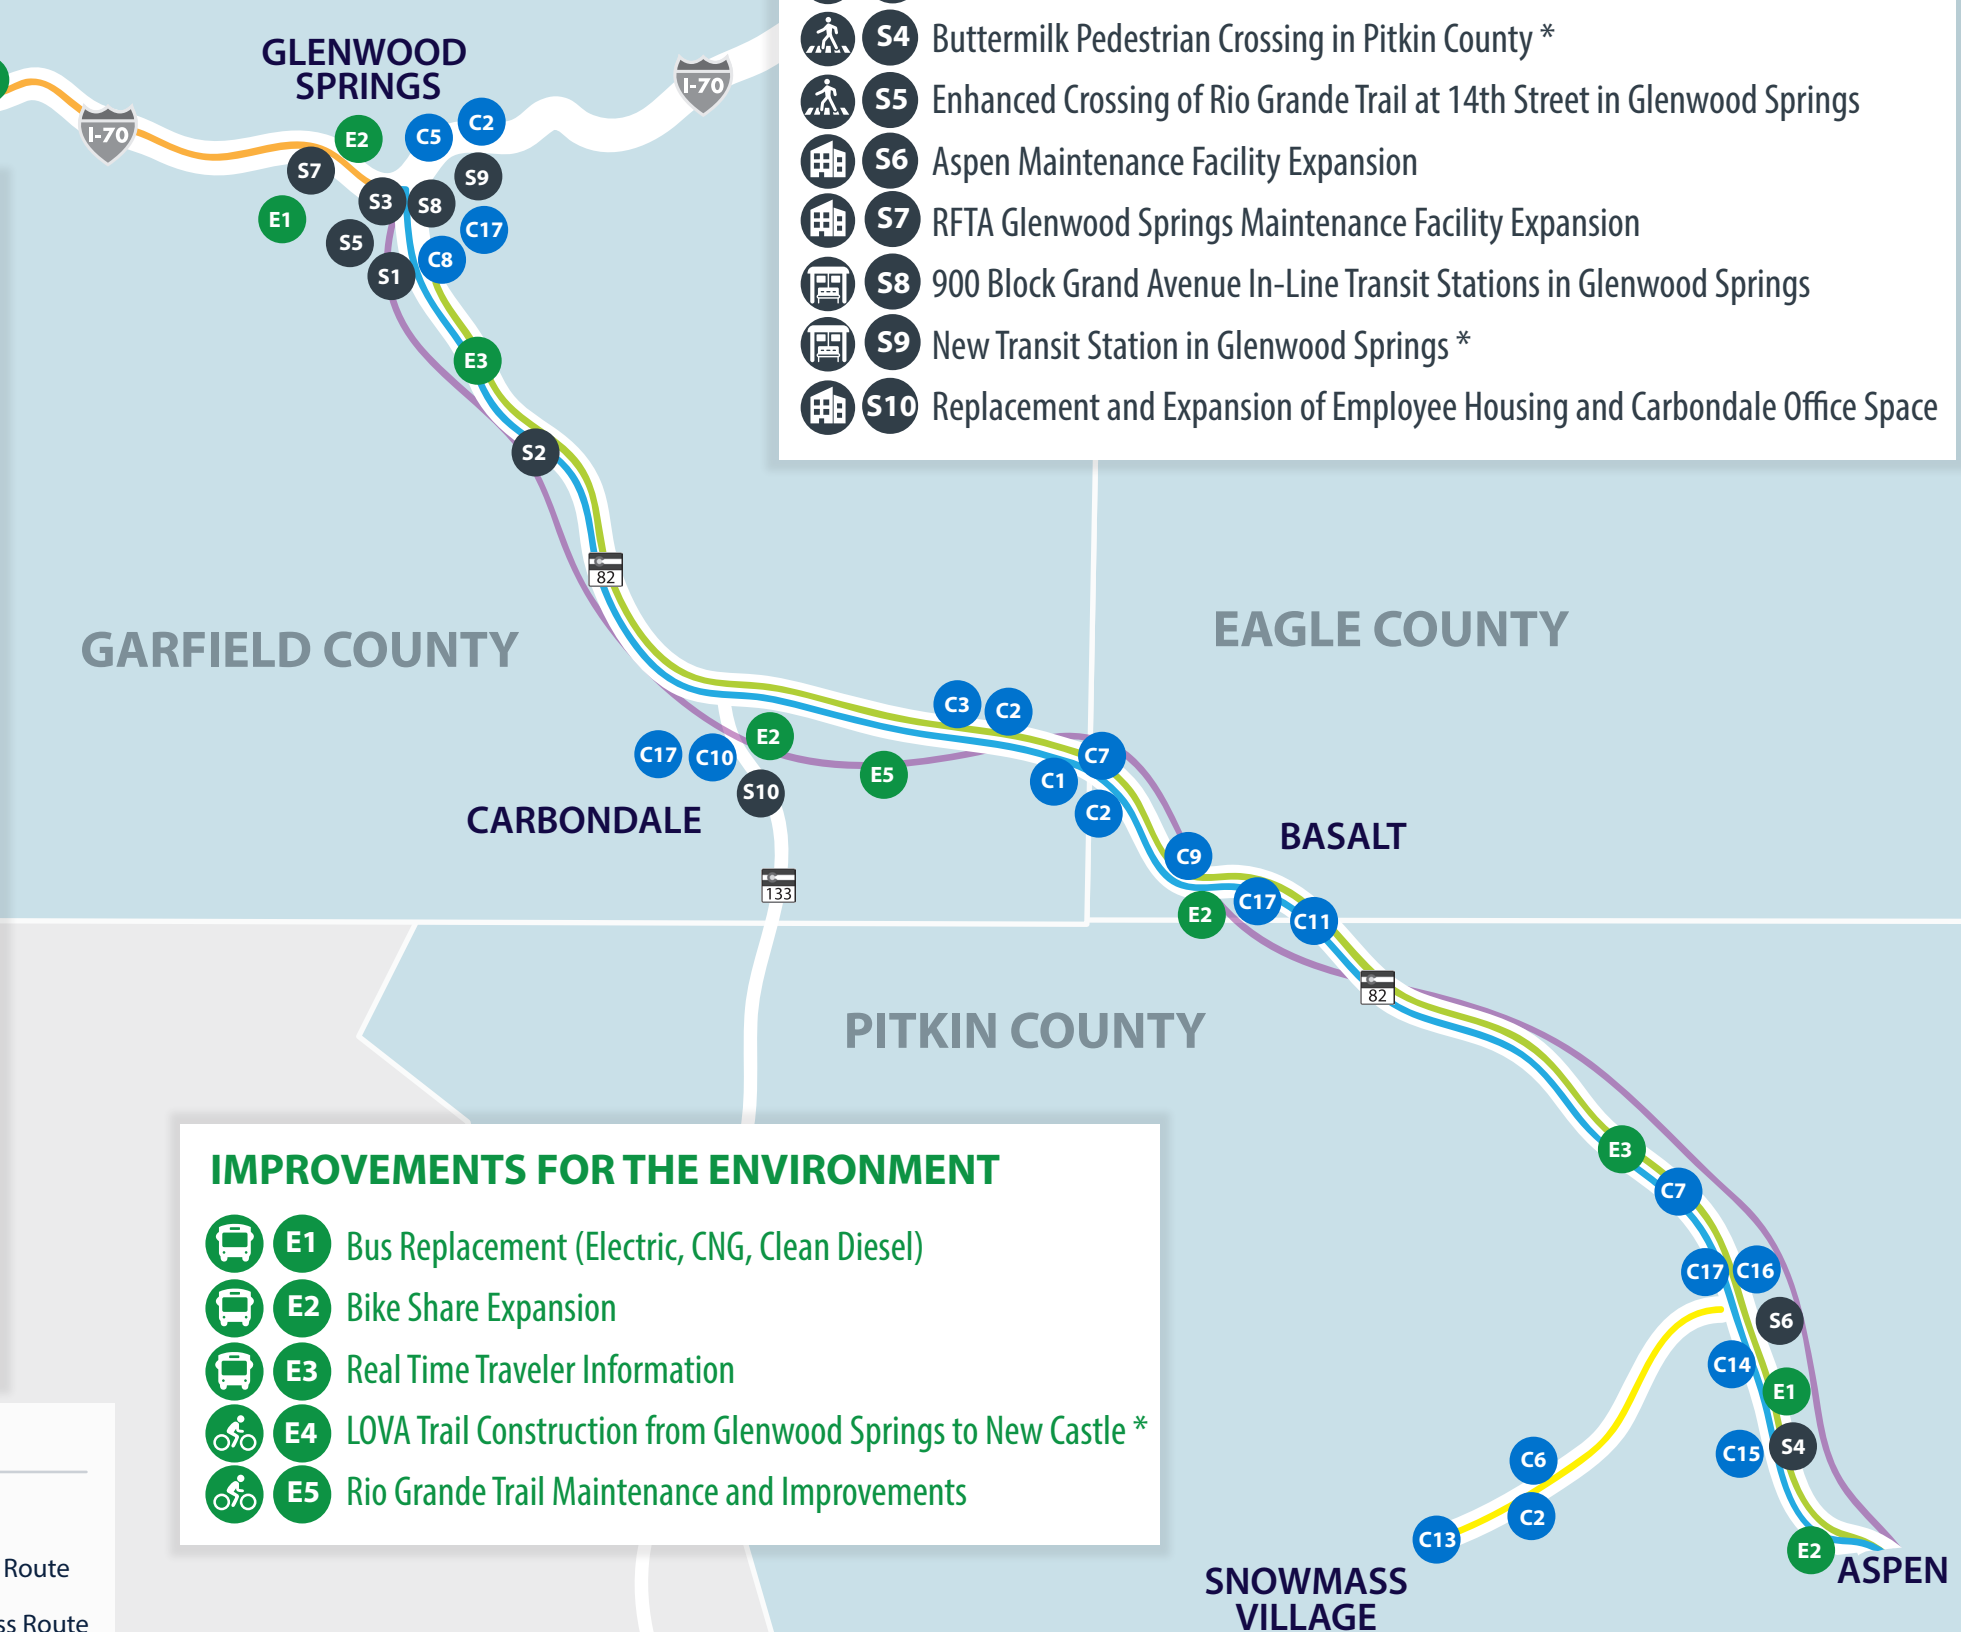 GLENWOOD
SPRINGS
I-70
I-70
E2
C5
C2
S7
S9
S3
S8
E1
S5
C17
C8
S1
E3
S2
82
S4 Buttermilk Pedestrian Crossing in Pitkin County *
S5 Enhanced Crossing of Rio Grande Trail at 14th Street in Glenwood Springs
S6 Aspen Maintenance Facility Expansion
S7 RFTA Glenwood Springs Maintenance Facility Expansion
S8 900 Block Grand Avenue In-Line Transit Stations in Glenwood Springs
S9 New Transit Station in Glenwood Springs *
S10 Replacement and Expansion of Employee Housing and Carbondale Office Space
GARFIELD COUNTY
EAGLE COUNTY
C3
C2
C17
C10
E2
E5
C7
C1
C2
S10
CARBONDALE
BASALT
C9
133
E2
C17
C11
82
PITKIN COUNTY
E3
C7
C17
C16
S6
C14
E1
C15
S4
C6
C2
C13
E2
ASPEN
SNOWMASS
VILLAGE
IMPROVEMENTS FOR THE ENVIRONMENT
E1 Bus Replacement (Electric, CNG, Clean Diesel)
E2 Bike Share Expansion
E3 Real Time Traveler Information
E4 LOVA Trail Construction from Glenwood Springs to New Castle *
E5 Rio Grande Trail Maintenance and Improvements
Route
ss Route